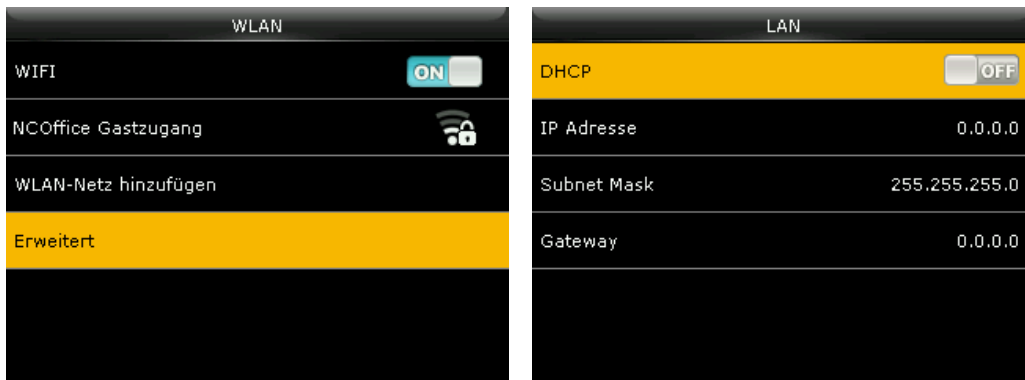 WLAN
WIFI ON
NCOffice Gastzugang
WLAN-Netz hinzufügen
Erweitert
LAN
DHCP OFF
IP Adresse 0.0.0.0
Subnet Mask 255.255.255.0
Gateway 0.0.0.0